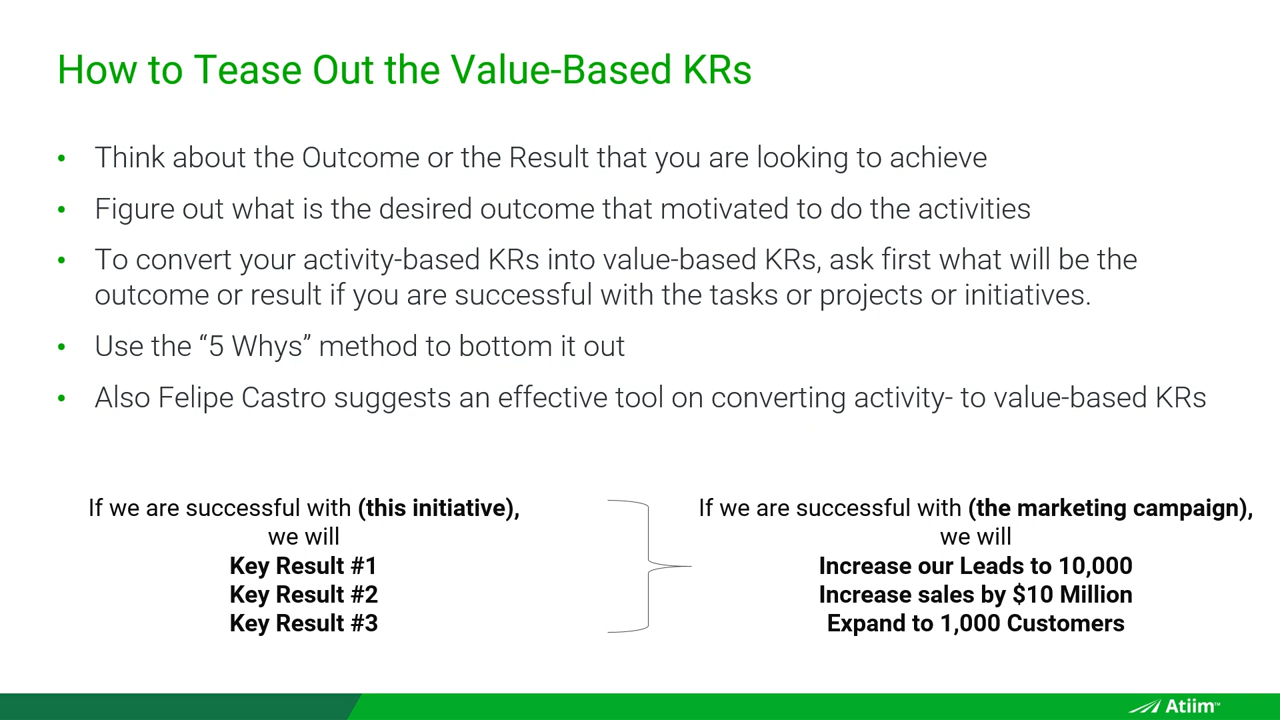 How to Tease Out the Value-Based KRs
• Think about the Outcome or the Result that you are looking to achieve
• Figure out what is the desired outcome that motivated to do the activities
• To convert your activity-based KRs into value-based KRs, ask first what will be the
outcome or result if you are successful with the tasks or projects or initiatives.
• Use the “5 Whys” method to bottom it out
• Also Felipe Castro suggests an effective tool on converting activity- to value-based KRs
If we are successful with (this initiative),
we will
Key Result #1
Key Result #2
Key Result #3
If we are successful with (the marketing campaign),
we will
Increase our Leads to 10,000
Increase sales by $10 Million
Expand to 1,000 Customers
Atiim™